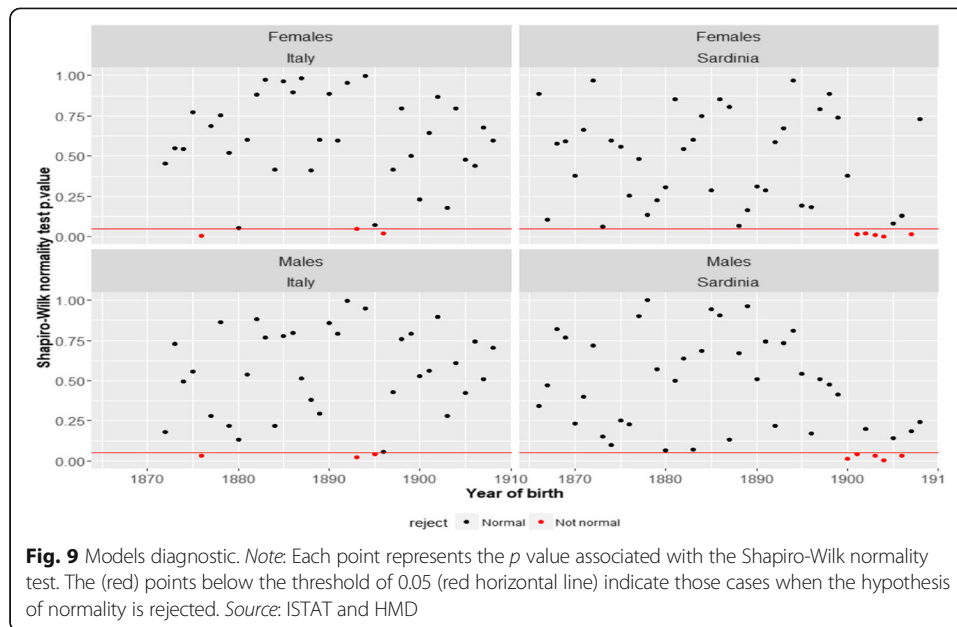 Females
Italy
Females
Sardinia
Shapiro-Wilk normality test p.value
1.00
0.75
0.50
0.25
0.00
Males
Italy
Males
Sardinia
1.00
0.75
0.50
0.25
0.00
1870 1880 1890 1900 1910 1870 1880 1890 1900 191
Year of birth
reject Normal Not normal
Fig. 9 Models diagnostic. Note: Each point represents the p value associated with the Shapiro-Wilk normality
test. The (red) points below the threshold of 0.05 (red horizontal line) indicate those cases when the hypothesis
of normality is rejected. Source: ISTAT and HMD